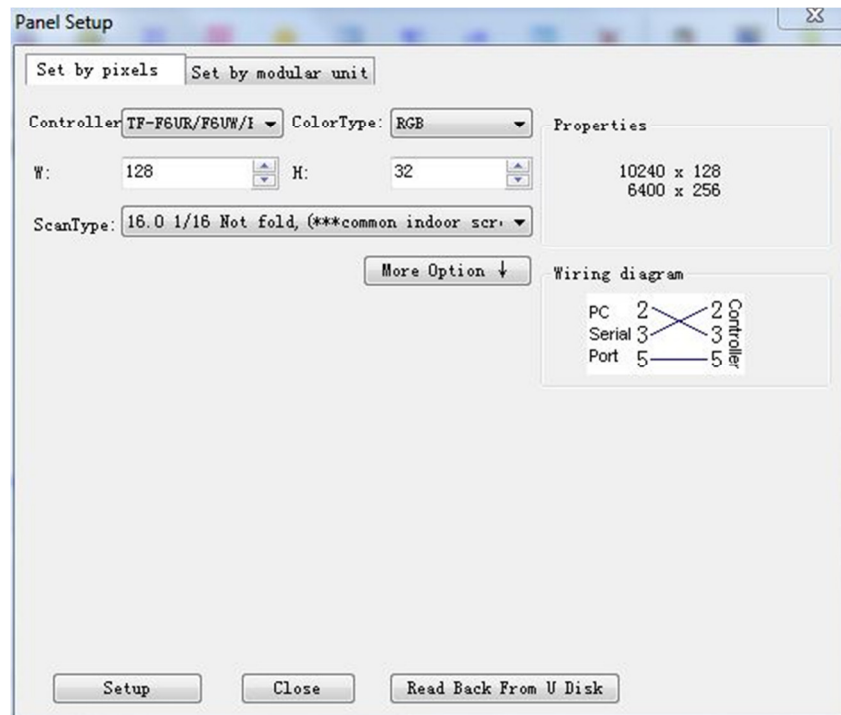 Panel Setup
Set by pixels
Set by modular unit
Controller TF-F6UR/F6UW/I ColorType: RGB
W: 128 H: 32
ScanType: 16.0 1/16 Not fold, (***common indoor scr
More Option ↓
Properties
10240 x 128
6400 x 256
Wiring diagram
PC 2 2
Serial 3 3
Port 5 5
Controller
Setup Close Read Back From U Disk